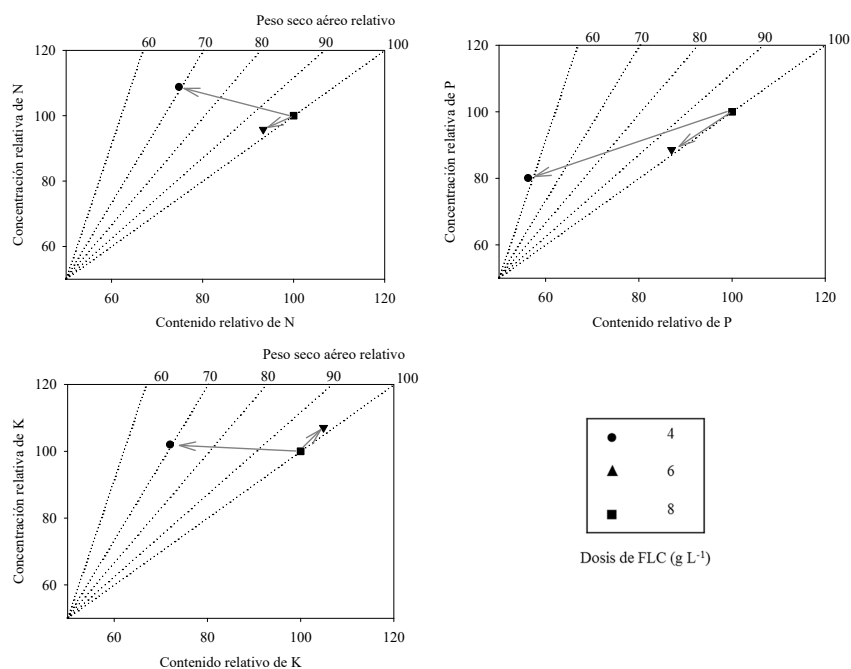 Peso seco aéreo relativo
60 70 80 90 100
120
100
80
60
Concentración relativa de N
60 80 100 120
Contenido relativo de N
60 70 80 90 100
120
100
80
60
Concentración relativa de P
60 80 100 120
Contenido relativo de P
Peso seco aéreo relativo
60 70 80 90 100
120
100
80
60
Concentración relativa de K
60 80 100 120
Contenido relativo de K
4
6
8
Dosis de FLC (g L-1)